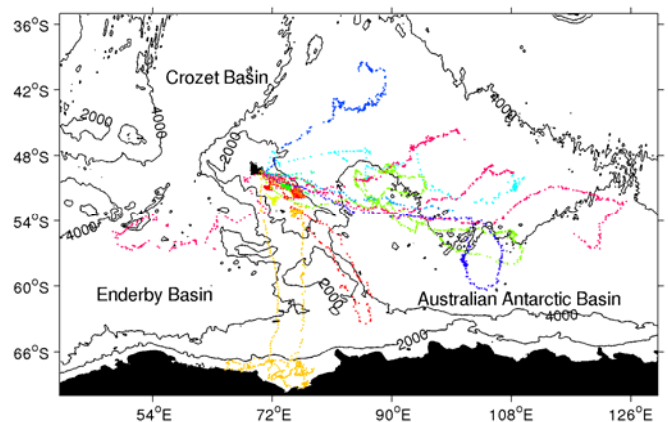 36°S
42°S
48°S
54°S
60°S
66°S
Crozet Basin
2000
4000
2000
4000
4000
Enderby Basin
2000
Australian Antarctic Basin
4000
2000
54°E
72°E
90°E
108°E
126°E